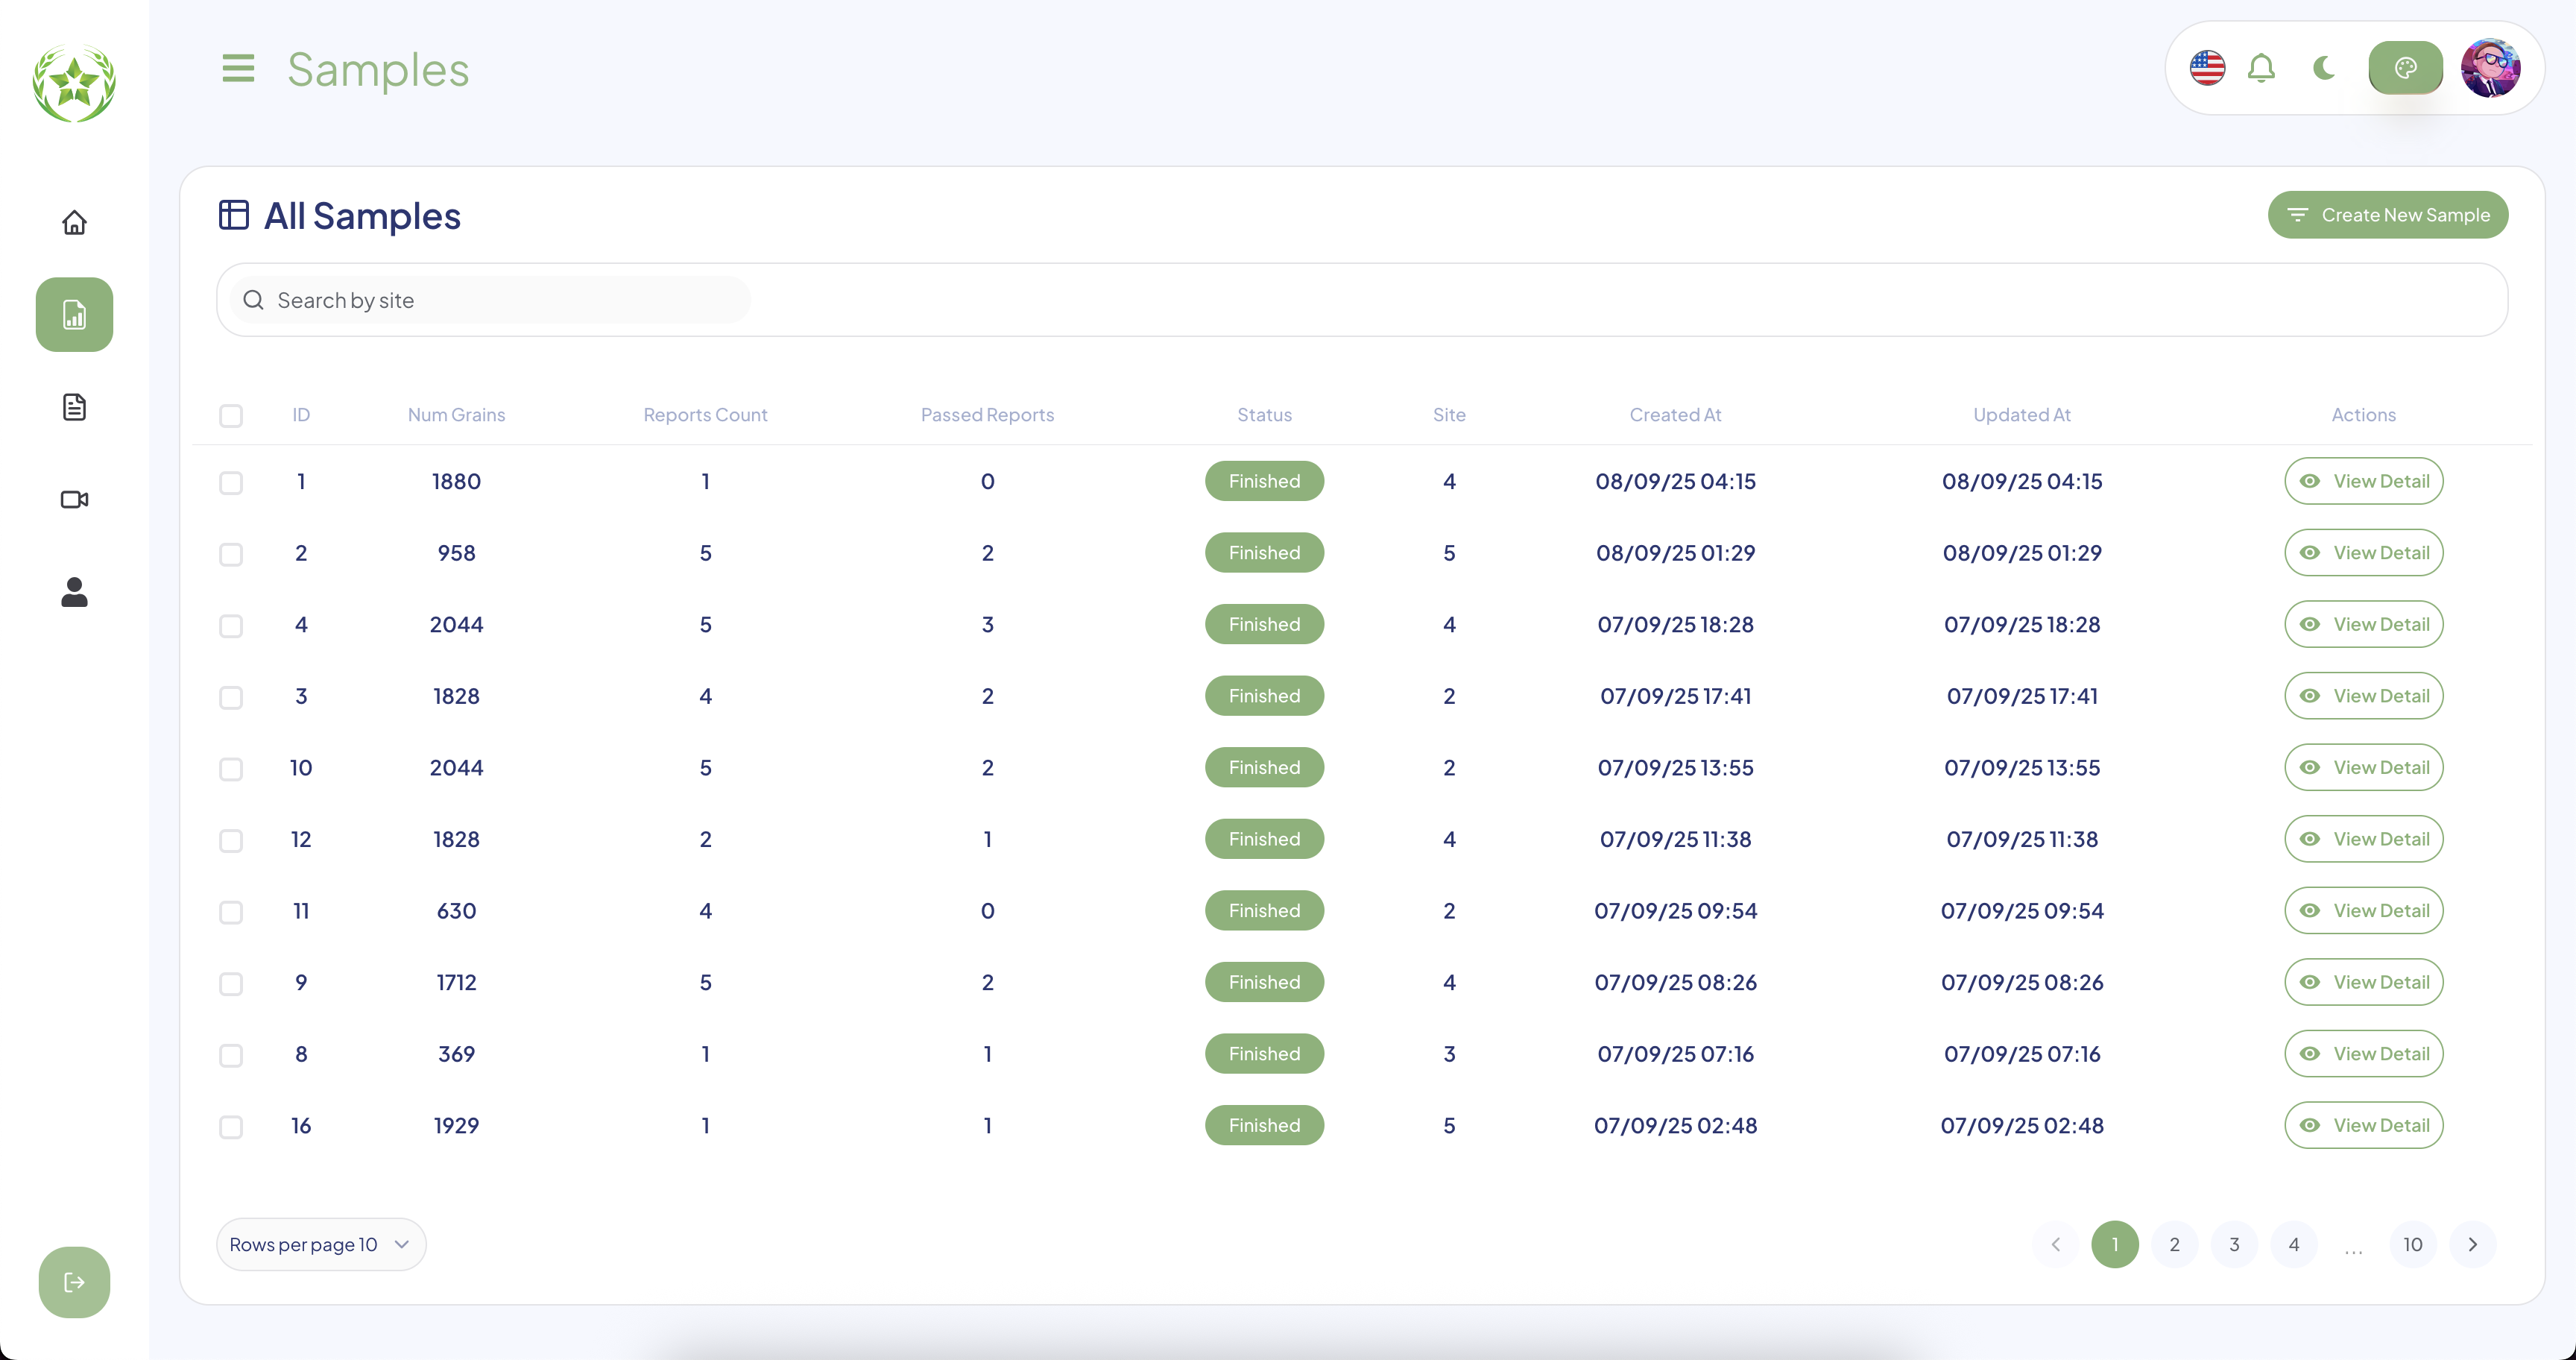 Samples
All Samples
Create New Sample
Search by site
ID Num Grains Reports Count Passed Reports Status Site Created At Updated At Actions
1 1880 1 0 Finished 4 08/09/25 04:15 08/09/25 04:15 View Detail
2 958 5 2 Finished 5 08/09/25 01:29 08/09/25 01:29 View Detail
4 2044 5 3 Finished 4 07/09/25 18:28 07/09/25 18:28 View Detail
3 1828 4 2 Finished 2 07/09/25 17:41 07/09/25 17:41 View Detail
10 2044 5 2 Finished 2 07/09/25 13:55 07/09/25 13:55 View Detail
12 1828 2 1 Finished 4 07/09/25 11:38 07/09/25 11:38 View Detail
11 630 4 0 Finished 2 07/09/25 09:54 07/09/25 09:54 View Detail
9 1712 5 2 Finished 4 07/09/25 08:26 07/09/25 08:26 View Detail
8 369 1 1 Finished 3 07/09/25 07:16 07/09/25 07:16 View Detail
16 1929 1 1 Finished 5 07/09/25 02:48 07/09/25 02:48 View Detail
Rows per page 10
1 2 3 4 ... 10